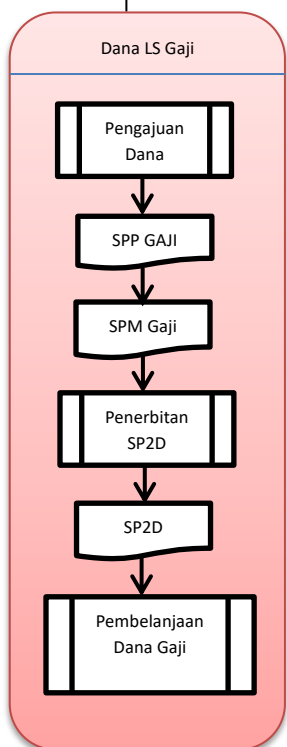 Dana LS Gaji
Pengajuan
Dana
SPP GAJI
SPM Gaji
Penerbitan
SP2D
SP2D
Pembelanjaan
Dana Gaji